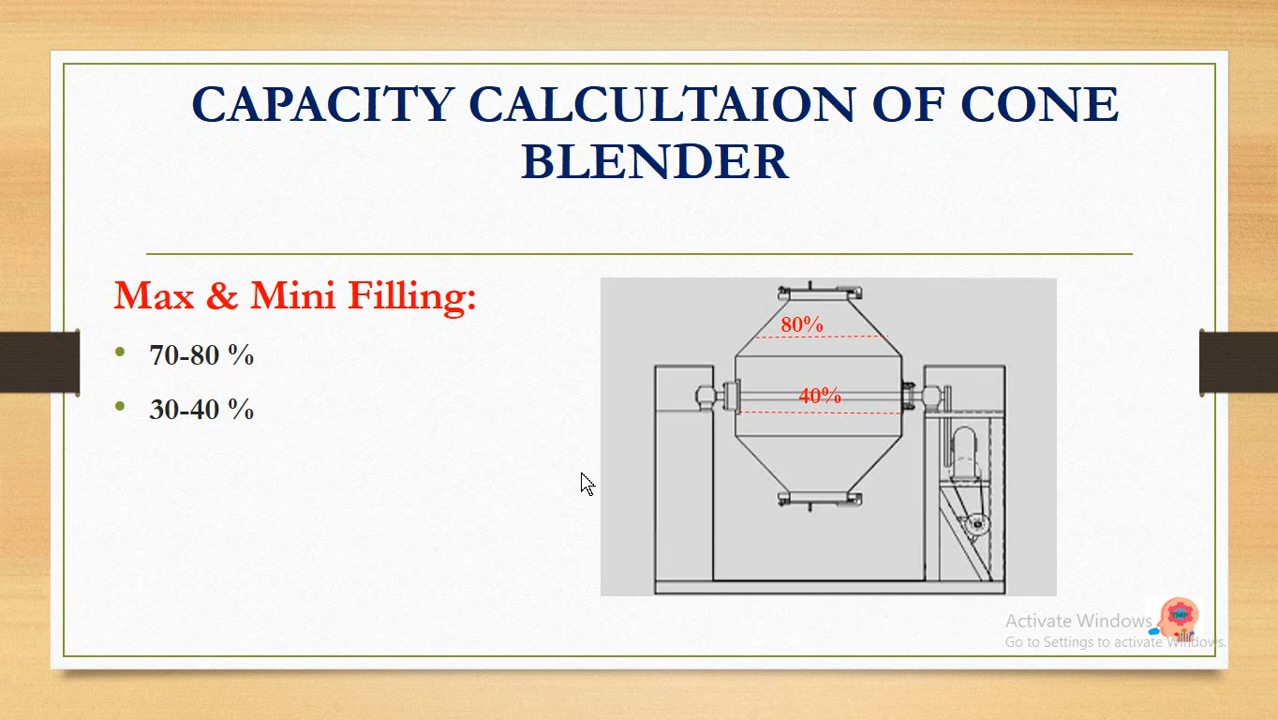 CAPACITY CALCULTAION OF CONE
BLENDER
Max & Mini Filling:
70-80 %
30-40 %
80%
40%
Activate Windows
Go to Settings to activate Windows.
TMP